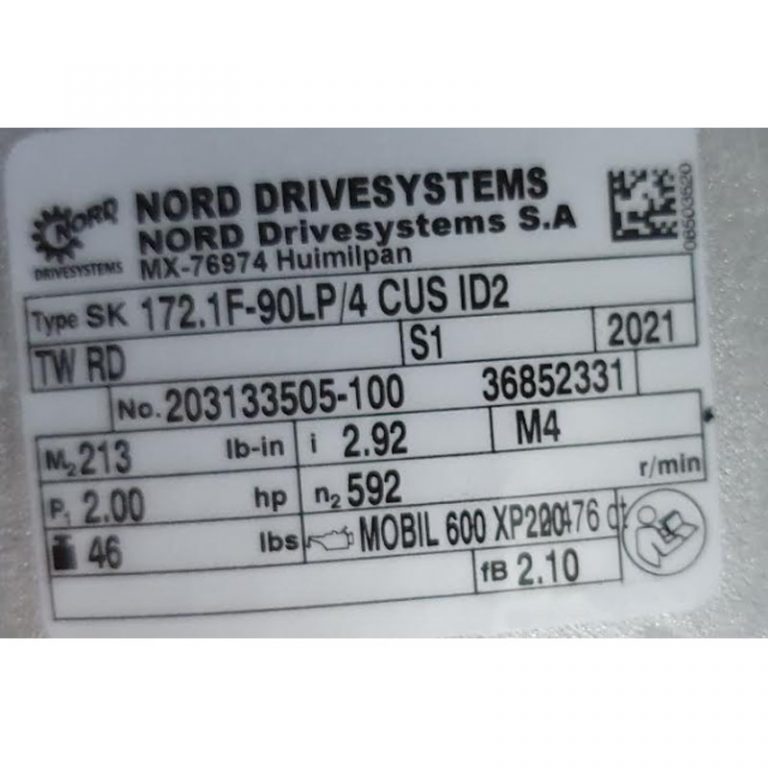 NORD
DRIVESYSTEMS
NORD DRIVESYSTEMS
NORD Drivesystems S.A
MX-76974 Huimilpan
06503520
Type SK 172.1F-90LP/4 CUS ID2
TW RD S1 2021
No. 203133505-100 36852331
M2 213 lb-in i 2.92 M4
P1 2.00 hp n2 592 r/min
46 lbs MOBIL 600
fB 2.10